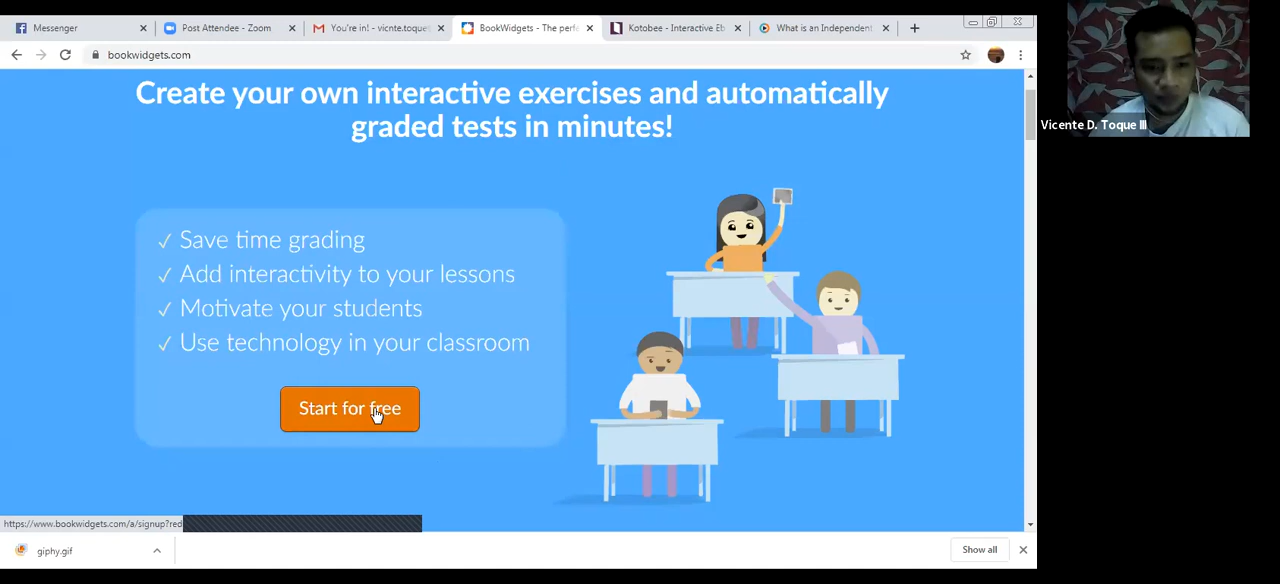 Messenger
Post Attendee - Zoom
You're in! - vicnte.toque
BookWidgets - The perfe
Kotobee - Interactive Eb
What is an Independent
bookwidgets.com
Create your own interactive exercises and automatically
graded tests in minutes!
✓ Save time grading
✓ Add interactivity to your lessons
✓ Motivate your students
✓ Use technology in your classroom
Start for free
Vicente D. Toque III
https://www.bookwidgets.com/a/signup?red
giphy.gif
Show all